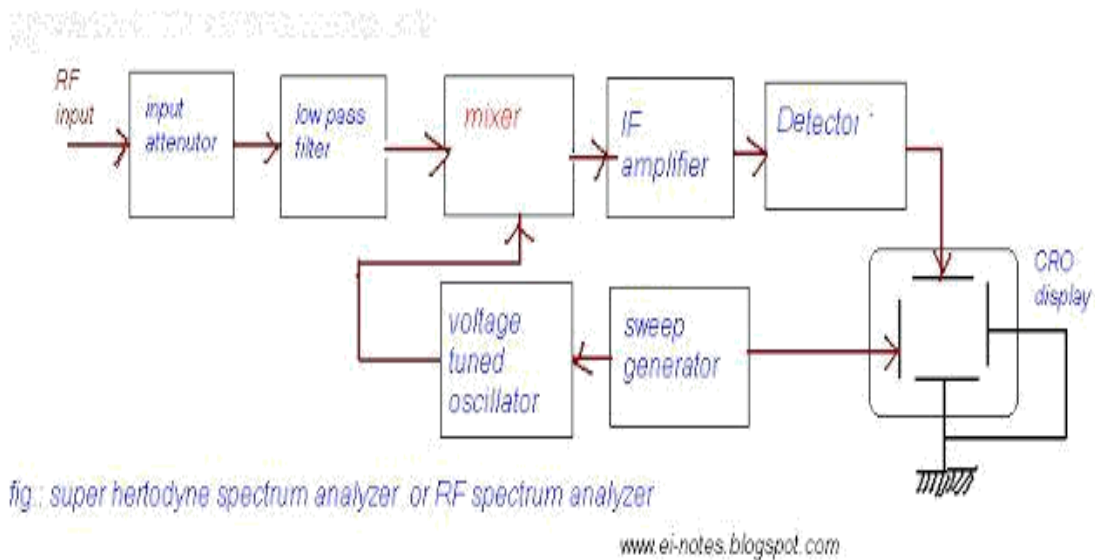 RF
input
input
attenutor
low pass
filter
mixer
IF
amplifier
Detector
CRO
display
voltage
tuned
oscillator
sweep
generator
fig.: super hertodyne spectrum analyzer or RF spectrum analyzer
www.ei-notes.blogspot.com